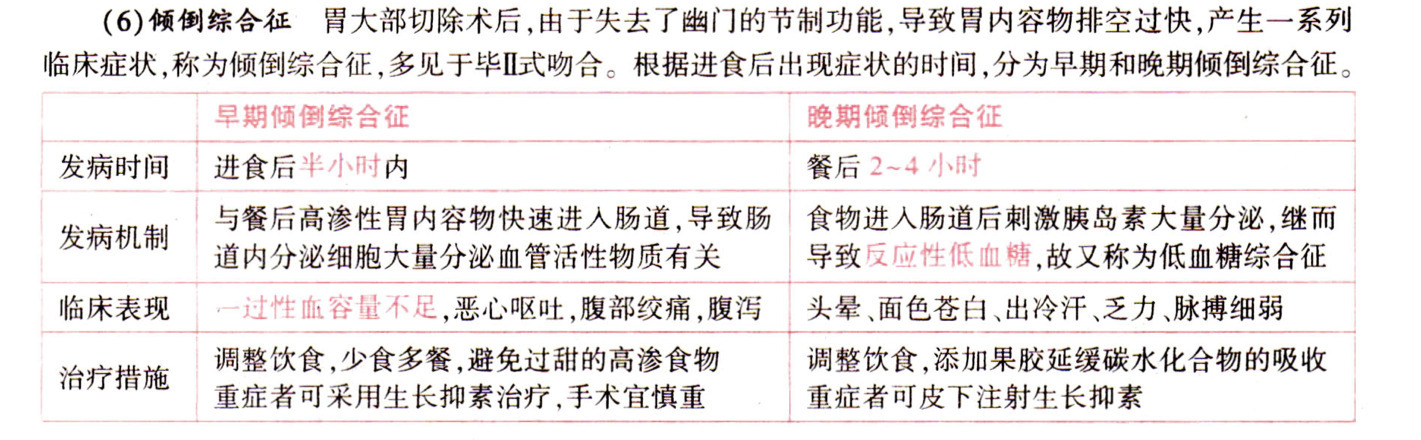 (6)倾倒综合征 胃大部切除术后,由于失去了幽门的节制功能,导致胃内容物排空过快,产生一系列
临床症状,称为倾倒综合征,多见于毕Ⅱ式吻合。根据进食后出现症状的时间,分为早期和晚期倾倒综合征。
早期倾倒综合征 晚期倾倒综合征
发病时间 进食后半小时内 餐后 2~4 小时
发病机制 与餐后高渗性胃内容物快速进入肠道,导致肠 食物进入肠道后刺激胰岛素大量分泌,继而
道内分泌细胞大量分泌血管活性物质有关 导致反应性低血糖,故又称为低血糖综合征
临床表现 一过性血容量不足,恶心呕吐,腹部绞痛,腹泻 头晕、面色苍白、出冷汗、乏力、脉搏细弱
治疗措施 调整饮食,少食多餐,避免过甜的高渗食物 调整饮食,添加果胶延缓碳水化合物的吸收
重症者可采用生长抑素治疗,手术宜慎重 重症者可皮下注射生长抑素